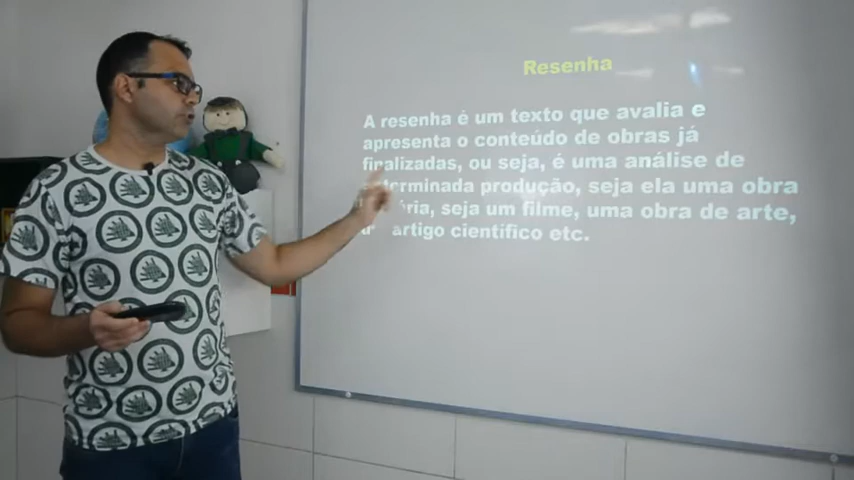 Resenha
A resenha é um texto que avalia e
apresenta o conteúdo de obras já
finalizadas, ou seja, é uma análise de
determinada produção, seja ela uma obra
seja um filme, uma obra de arte,
artigo científico etc.